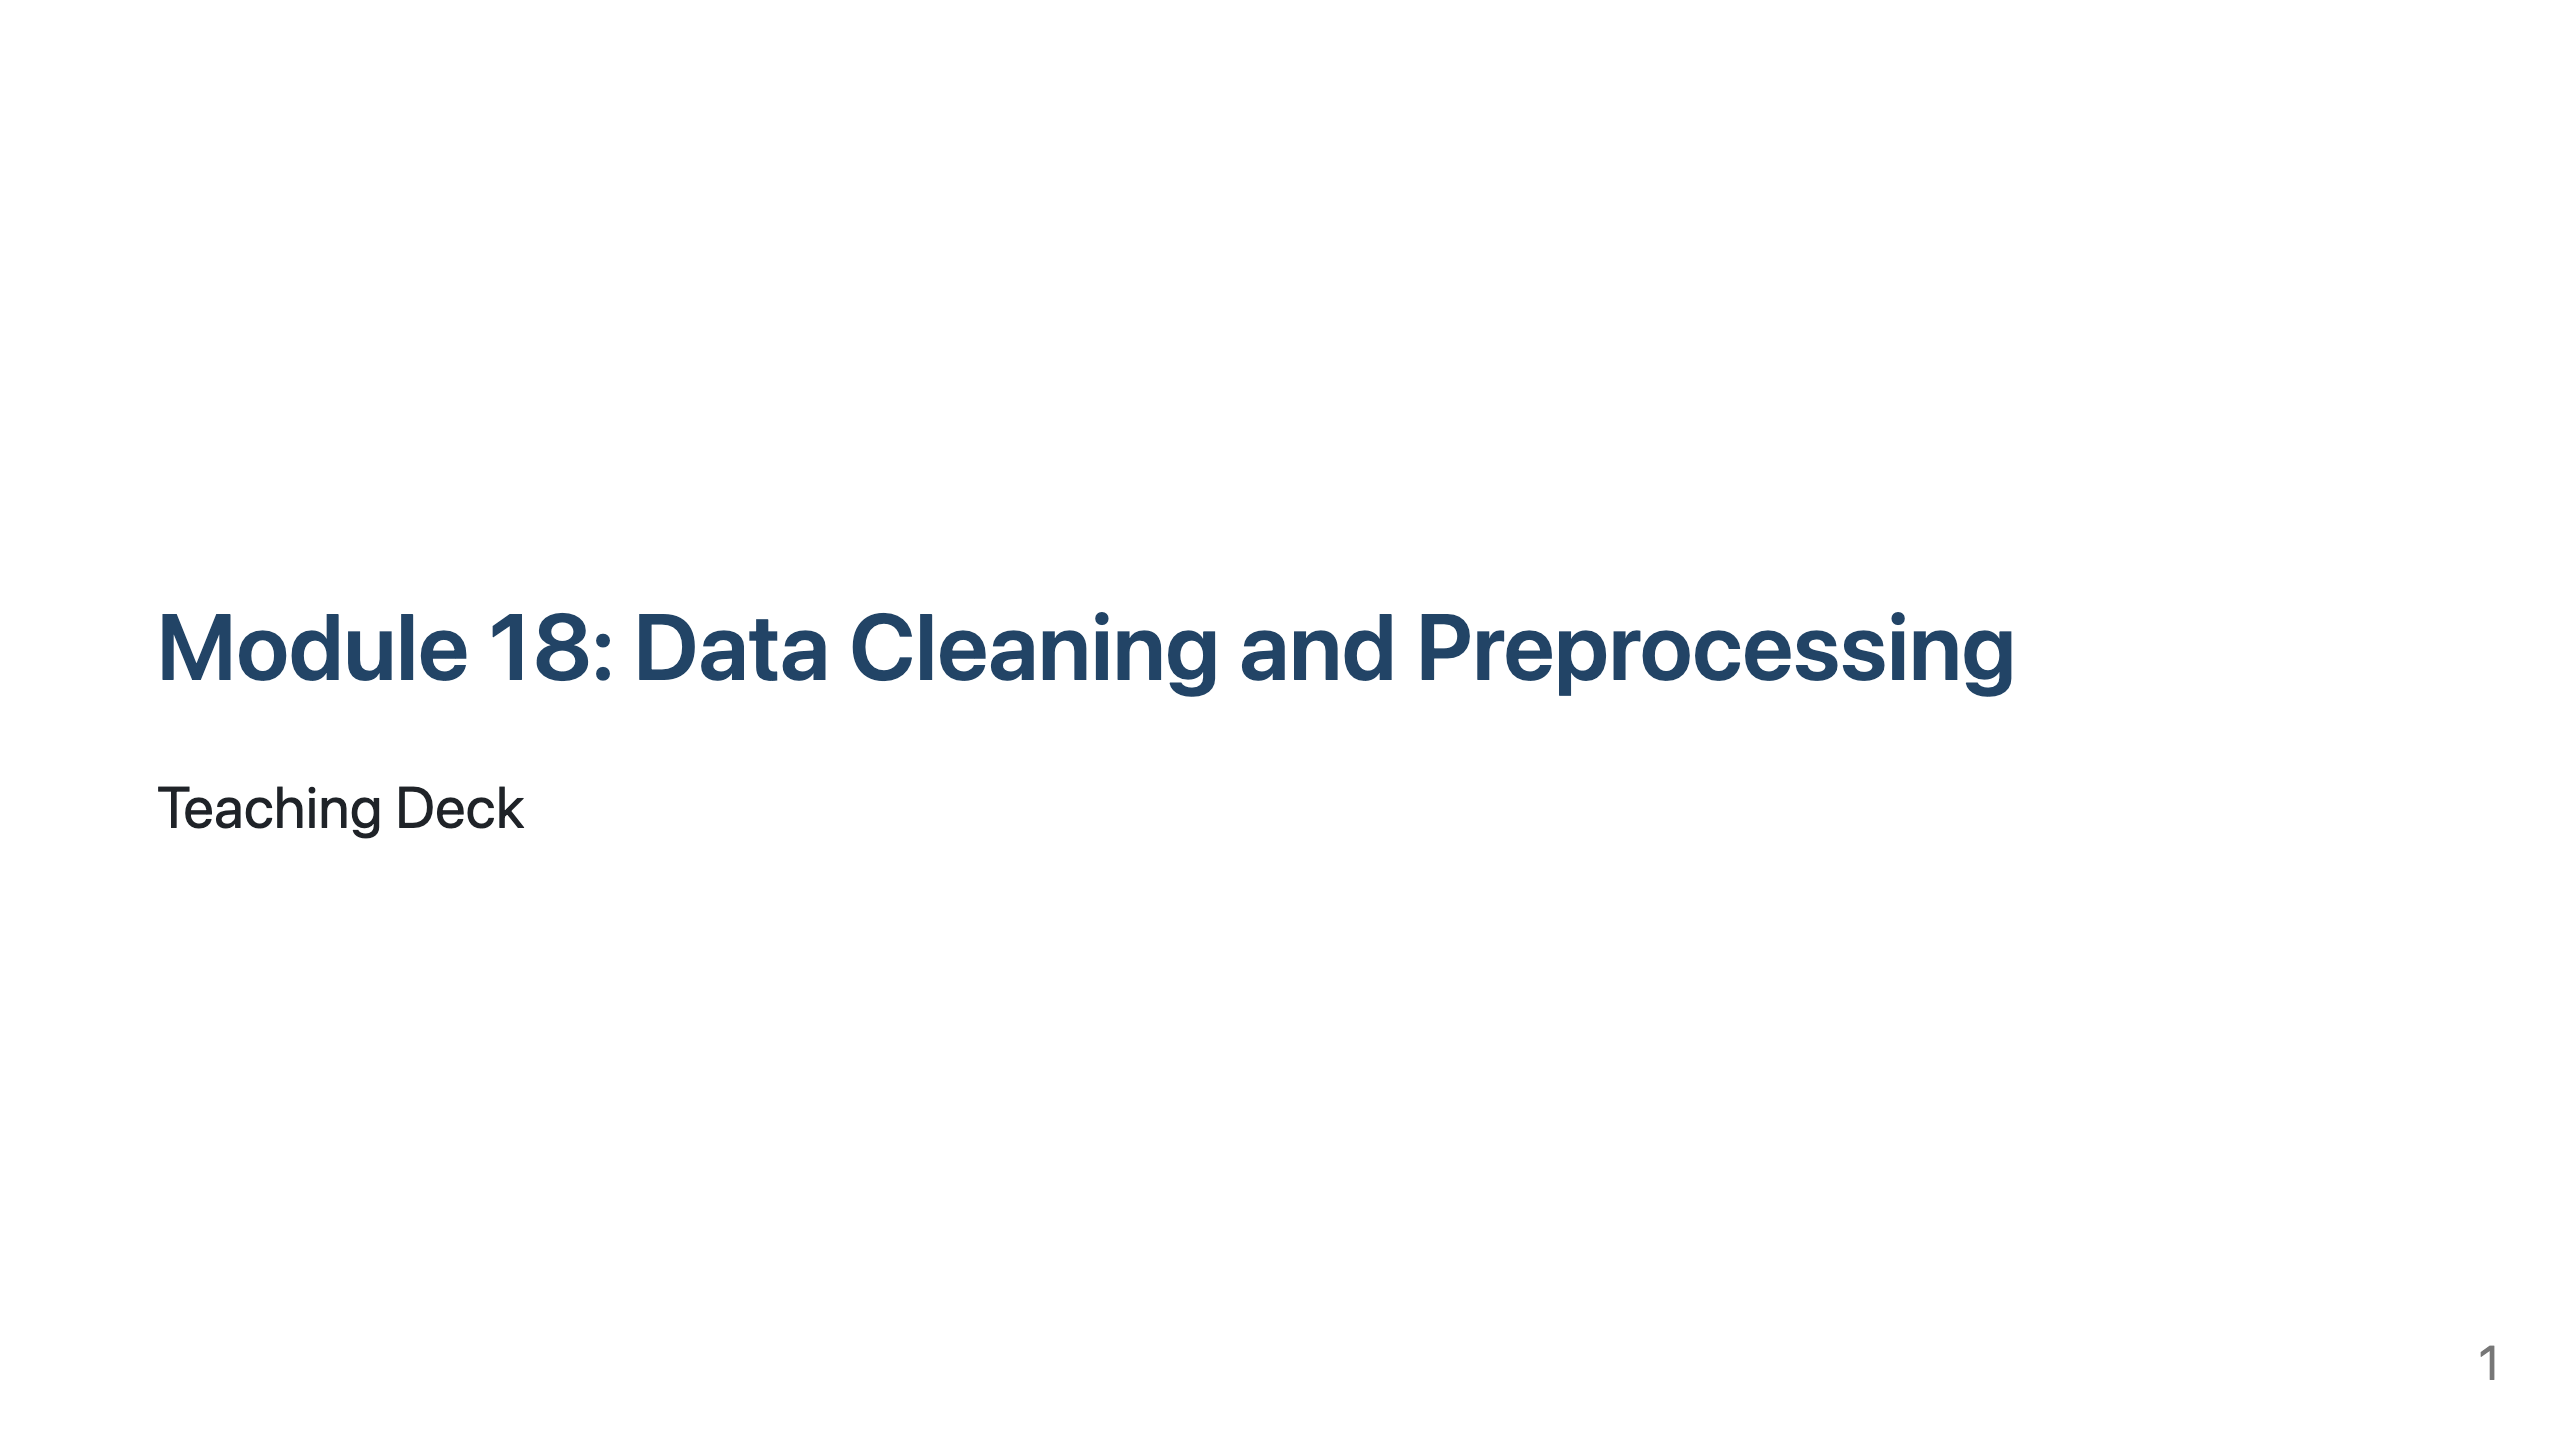 Module 18: Data Cleaning and Preprocessing
Teaching Deck
1